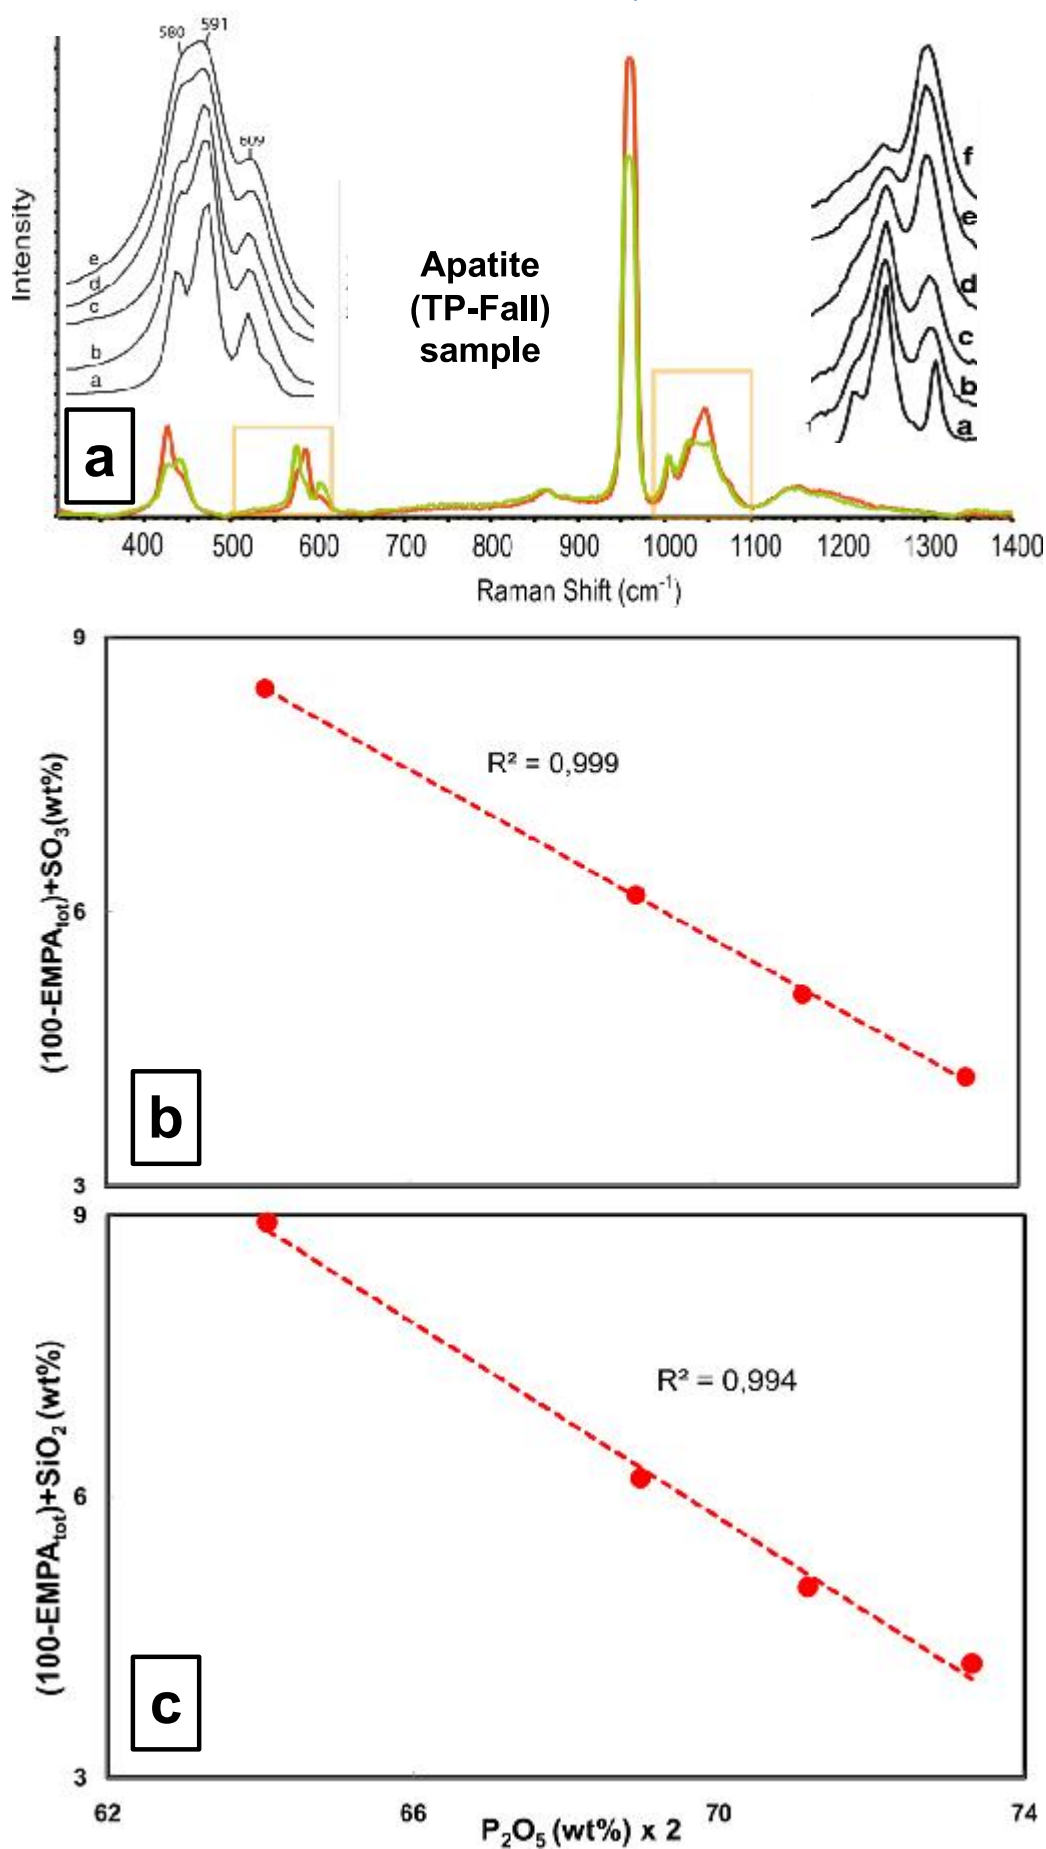 580
591
609
e
d
c
b
a
Intensity
Apatite
(TP-Fall)
sample
f
e
d
c
b
a
a
400 500 600 700 800 900 1000 1100 1200 1300 1400
Raman Shift (cm⁻¹)
9
6
3
(100-EMPA_tot)+SO₃(wt%)
R² = 0,999
b
9
6
3
(100-EMPA_tot)+SiO₂ (wt%)
R² = 0,994
c
62 66 70 74
P₂O₅ (wt%) x 2